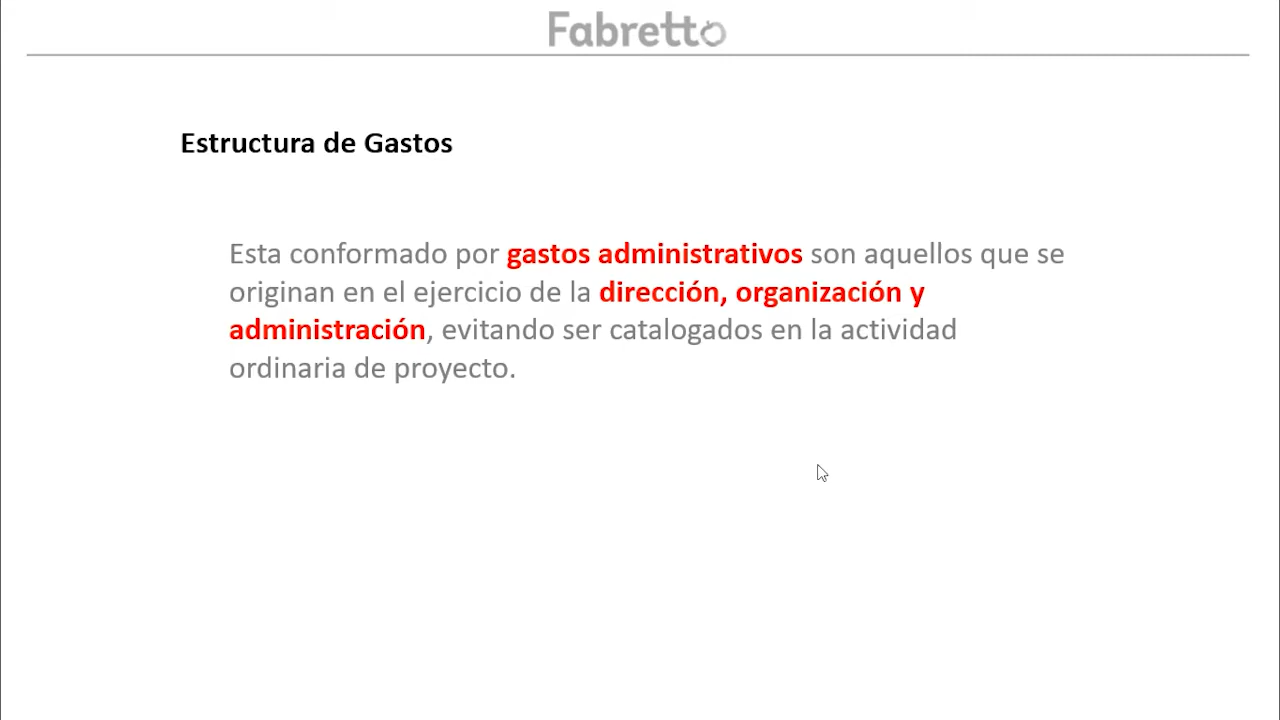 Fabretto
Estructura de Gastos
Esta conformado por gastos administrativos son aquellos que se
originan en el ejercicio de la dirección, organización y
administración, evitando ser catalogados en la actividad
ordinaria de proyecto.